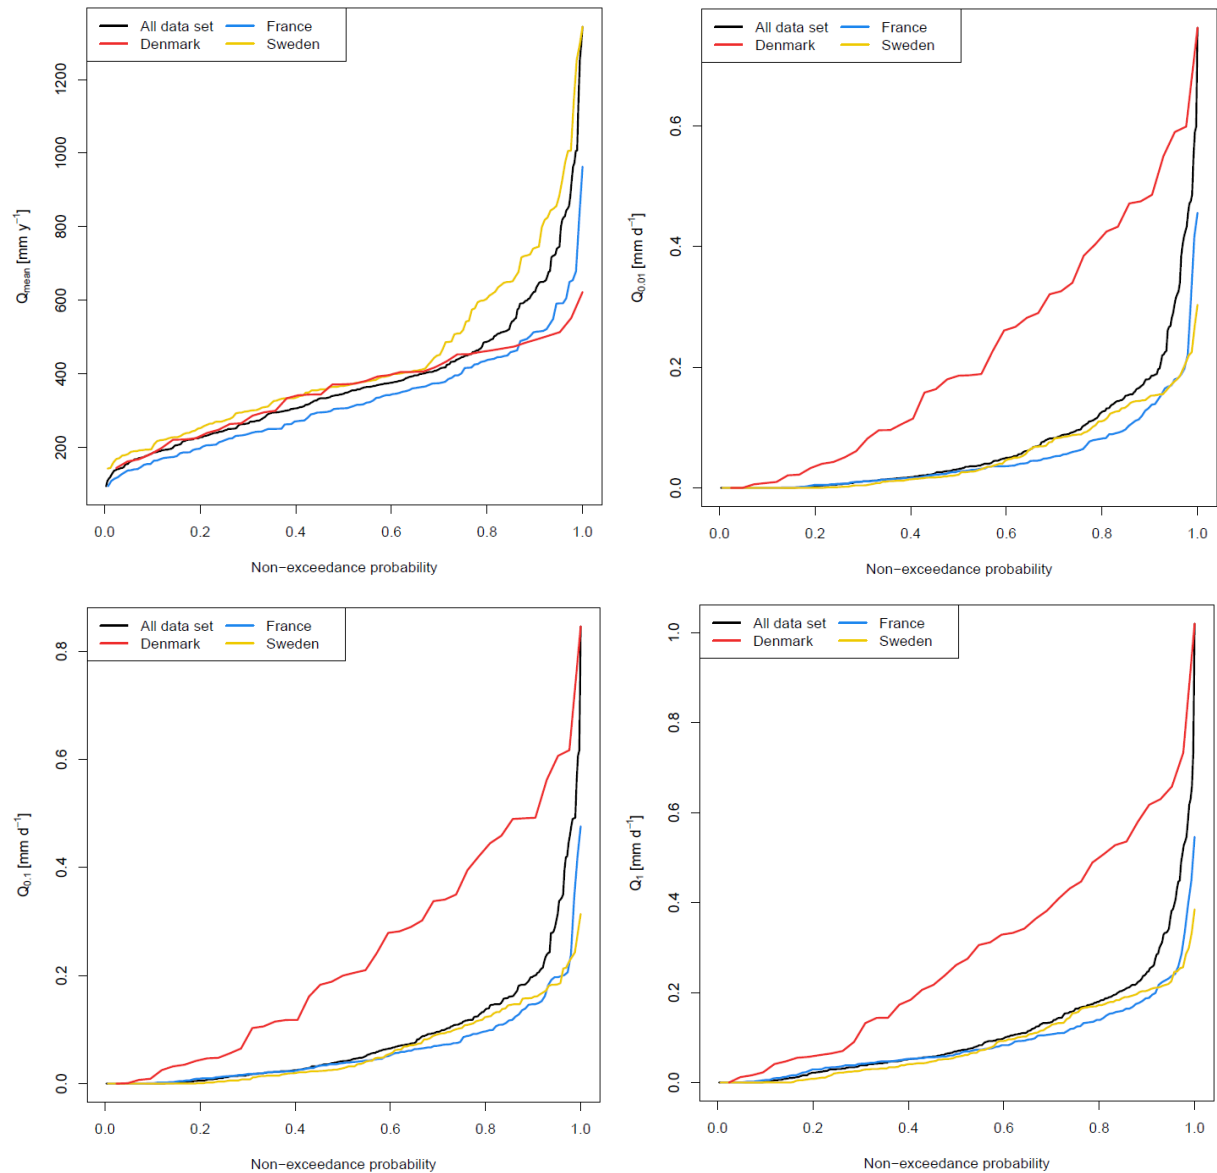 All data set
Denmark
France
Sweden
Q_mean [mm y⁻¹]
200 400 600 800 1000 1200
0.0 0.2 0.4 0.6 0.8 1.0
Non−exceedance probability
All data set
Denmark
France
Sweden
Q_0.01 [mm d⁻¹]
0.0 0.2 0.4 0.6
0.0 0.2 0.4 0.6 0.8 1.0
Non−exceedance probability
All data set
Denmark
France
Sweden
Q_0.1 [mm d⁻¹]
0.0 0.2 0.4 0.6 0.8
0.0 0.2 0.4 0.6 0.8 1.0
Non−exceedance probability
All data set
Denmark
France
Sweden
Q_1 [mm d⁻¹]
0.0 0.2 0.4 0.6 0.8 1.0
0.0 0.2 0.4 0.6 0.8 1.0
Non−exceedance probability